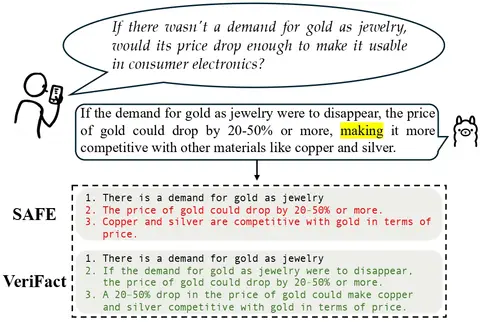 If there wasn't a demand for gold as jewelry,
would its price drop enough to make it usable
in consumer electronics?
If the demand for gold as jewelry were to disappear, the price
of gold could drop by 20-50% or more, making it more
competitive with other materials like copper and silver.
SAFE
1. There is a demand for gold as jewelry
2. The price of gold could drop by 20-50% or more.
3. Copper and silver are competitive with gold in terms of
price.
VeriFact
1. There is a demand for gold as jewelry
2. If the demand for gold as jewelry were to disappear,
the price of gold could drop by 20-50% or more.
3. A 20-50% drop in the price of gold could make copper
and silver competitive with gold in terms of price.